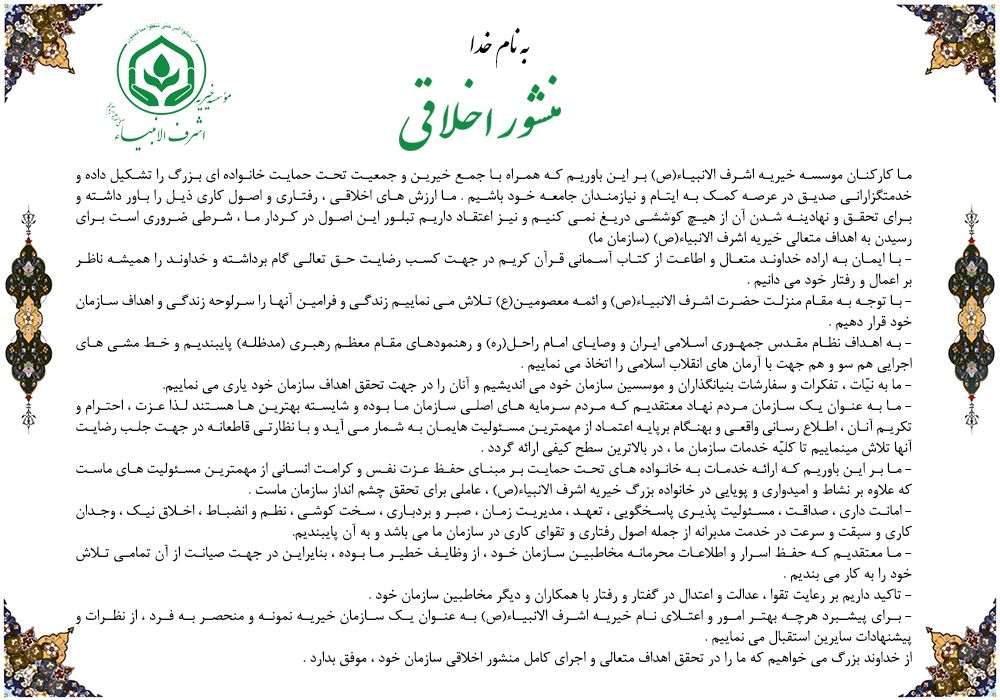 به نام خدا
منشور اخلاقی
مؤسسه خیریه
اشرف الانبیاء
ما کارکنان موسسه خیریه اشرف الانبیاء(ص) بر این باوریم که همراه با جمع خیرین و جمعیت تحت حمایت خانواده ای بزرگ را تشکیل داده و
خدمتگزارانی صدیق در عرصه کمک به ایتام و نیازمندان جامعه خود باشیم . ما ارزش های اخلاقی ، رفتاری و اصول کاری ذیل را باور داشته و
برای تحقق و نهادینه شدن آن از هیچ کوششی دریغ نمی کنیم و نیز اعتقاد داریم تبلور این اصول در کردار ما ، شرطی ضروری است برای
رسیدن به اهداف متعالی خیریه اشرف الانبیاء(ص) (سازمان ما)
- با ایمان به اراده خداوند متعال و اطاعت از کتاب آسمانی قرآن کریم در جهت کسب رضایت حق تعالی گام برداشته و خداوند را همیشه ناظر
بر اعمال و رفتار خود می دانیم .
- با توجه به مقام منزلت حضرت اشرف الانبیاء(ص) و ائمه معصومین(ع) تلاش می نماییم زندگی و فرامین آنها را سرلوحه زندگی و اهداف سازمان
خود قرار دهیم .
- به اهداف نظام مقدس جمهوری اسلامی ایران و وصایای امام راحل(ره) و رهنمودهای مقام معظم رهبری (مدظله) پایبندیم و خط مشی های
اجرایی هم سو و هم جهت با آرمان های انقلاب اسلامی را اتخاذ می نماییم .
- ما به نیّات ، تفکرات و سفارشات بنیانگذاران و موسسین سازمان خود می اندیشیم و آنان را در جهت تحقق اهداف سازمان خود یاری می نماییم.
- ما به عنوان یک سازمان مردم نهاد معتقدیم که مردم سرمایه های اصلی سازمان ما بوده و شایسته بهترین ها هستند لذا عزت ، احترام و
تکریم آنان ، اطلاع رسانی واقعی و بهنگام برپایه اعتماد از مهمترین مسئولیت هایمان به شمار می آید و با نظارتی قاطعانه در جهت جلب رضایت
آنها تلاش مینماییم تا کلیّه خدمات سازمان ما ، در بالاترین سطح کیفی ارائه گردد .
- ما بر این باوریم که ارائه خدمات به خانواده های تحت حمایت بر مبنای حفظ عزت نفس و کرامت انسانی از مهمترین مسئولیت های ماست
که علاوه بر نشاط و امیدواری و پویایی در خانواده بزرگ خیریه اشرف الانبیاء(ص) ، عاملی برای تحقق چشم انداز سازمان ماست .
- امانت داری ، صداقت ، مسئولیت پذیری پاسخگویی ، تعهد ، مدیریت زمان ، صبر و بردباری ، سخت کوشی ، نظم و انضباط ، اخلاق نیک ، وجدان
کاری و سبقت و سرعت در خدمت مدبرانه از جمله اصول رفتاری و تقوای کاری در سازمان ما می باشد و به آن پایبندیم.
- ما معتقدیم که حفظ اسرار و اطلاعات محرمانه مخاطبین سازمان خود ، از وظایف خطیر ما بوده ، بنابراین در جهت صیانت از آن تمامی تلاش
خود را به کار می بندیم .
- تاکید داریم بر رعایت تقوا ، عدالت و اعتدال در گفتار و رفتار با همکاران و دیگر مخاطبین سازمان خود .
- برای پیشبرد هرچه بهتر امور و اعتلای نام خیریه اشرف الانبیاء(ص) به عنوان یک سازمان خیریه نمونه و منحصر به فرد ، از نظرات و
پیشنهادات سایرین استقبال می نماییم .
از خداوند بزرگ می خواهیم که ما را در تحقق اهداف متعالی و اجرای کامل منشور اخلاقی سازمان خود ، موفق بدارد .